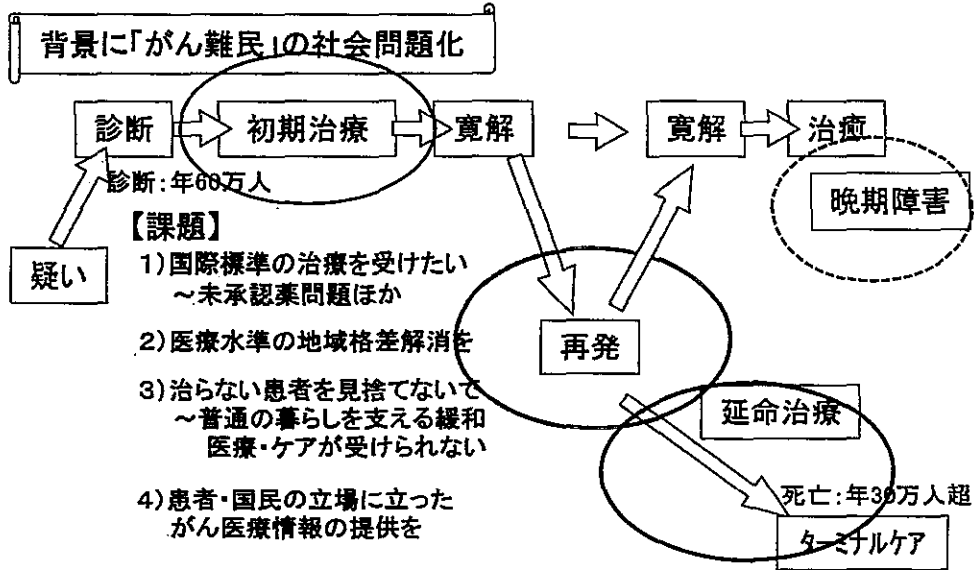 背景に「がん難民」の社会問題化
診断
初期治療
寛解
寛解
治癒
診断:年60万人
晩期障害
疑い
【課題】
1)国際標準の治療を受けたい
~未承認薬問題ほか
2)医療水準の地域格差解消を
3)治らない患者を見捨てないで
~普通の暮らしを支える緩和
医療・ケアが受けられない
4)患者・国民の立場に立った
がん医療情報の提供を
再発
延命治療
死亡:年30万人超
ターミナルケア